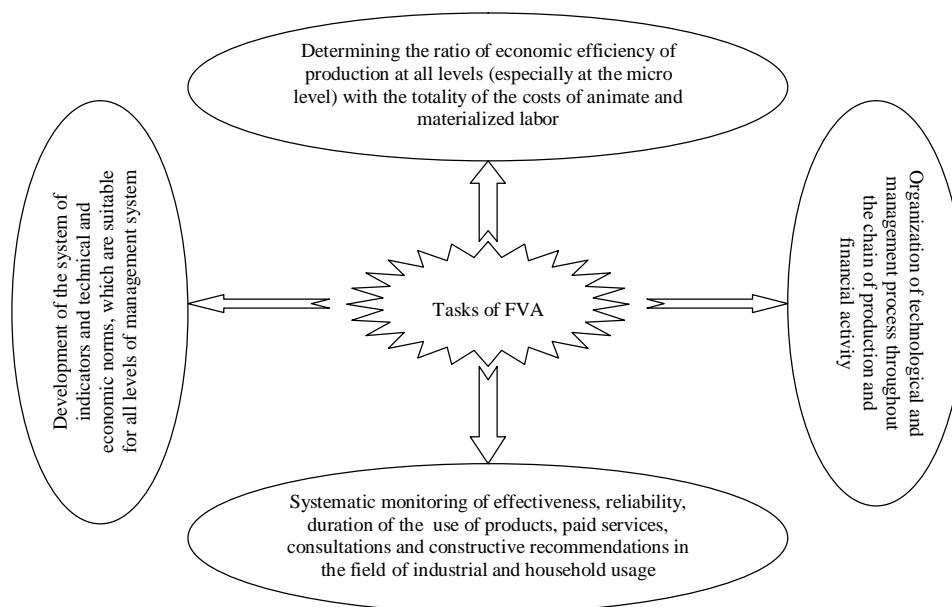 Determining the ratio of economic efficiency of
production at all levels (especially at the micro
level) with the totality of the costs of animate and
materialized labor
Development of the system of
indicators and technical and
economic norms, which are suitable
for all levels of management system
Tasks of FVA
Organization of technological and
management process throughout
the chain of production and
financial activity
Systematic monitoring of effectiveness, reliability,
duration of the use of products, paid services,
consultations and constructive recommendations in
the field of industrial and household usage